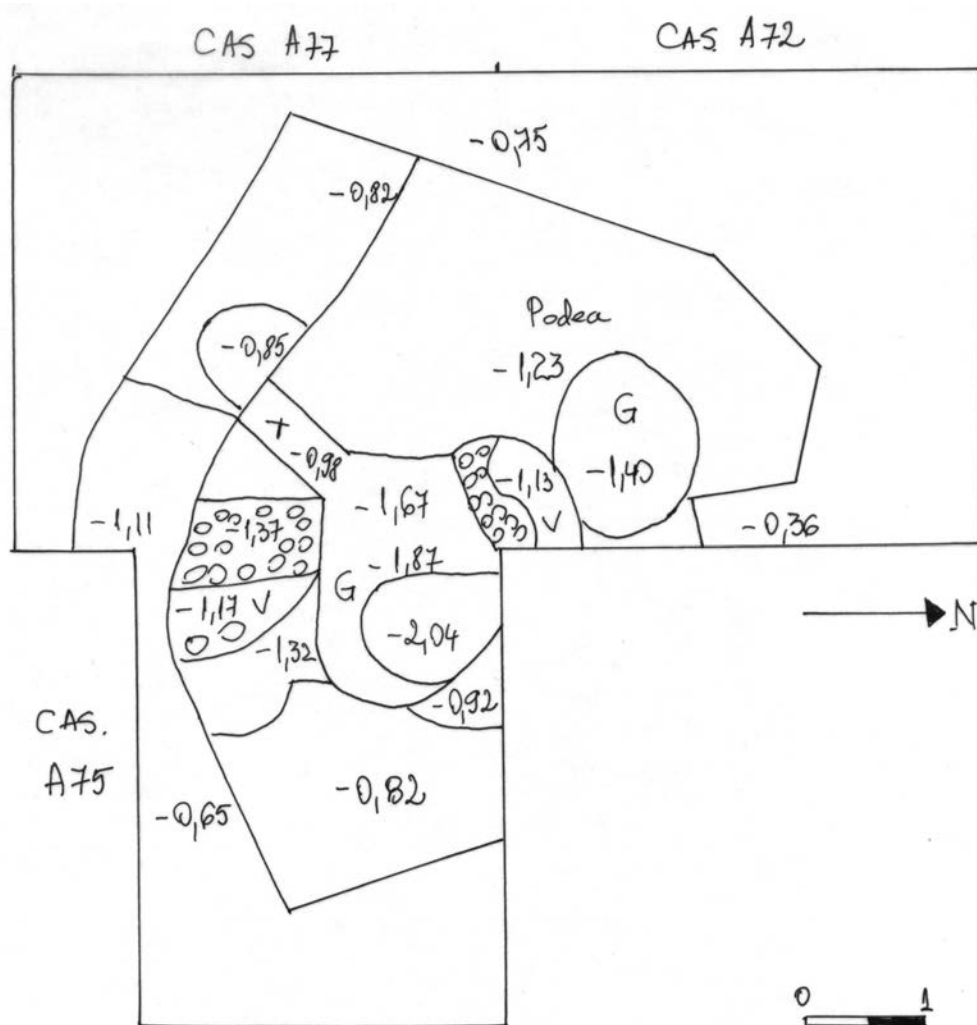 CAS A77
CAS. A72
-0,75
-0,82
Podea
-1,23
-0,85
G
-1,40
+
-0,98
-1,13
V
-1,67
-1,11
-1,37
-0,36
-1,87
G
-1,17 V
-2,04
-1,32
N
-0,92
CAS.
A75
-0,82
-0,65
0 1